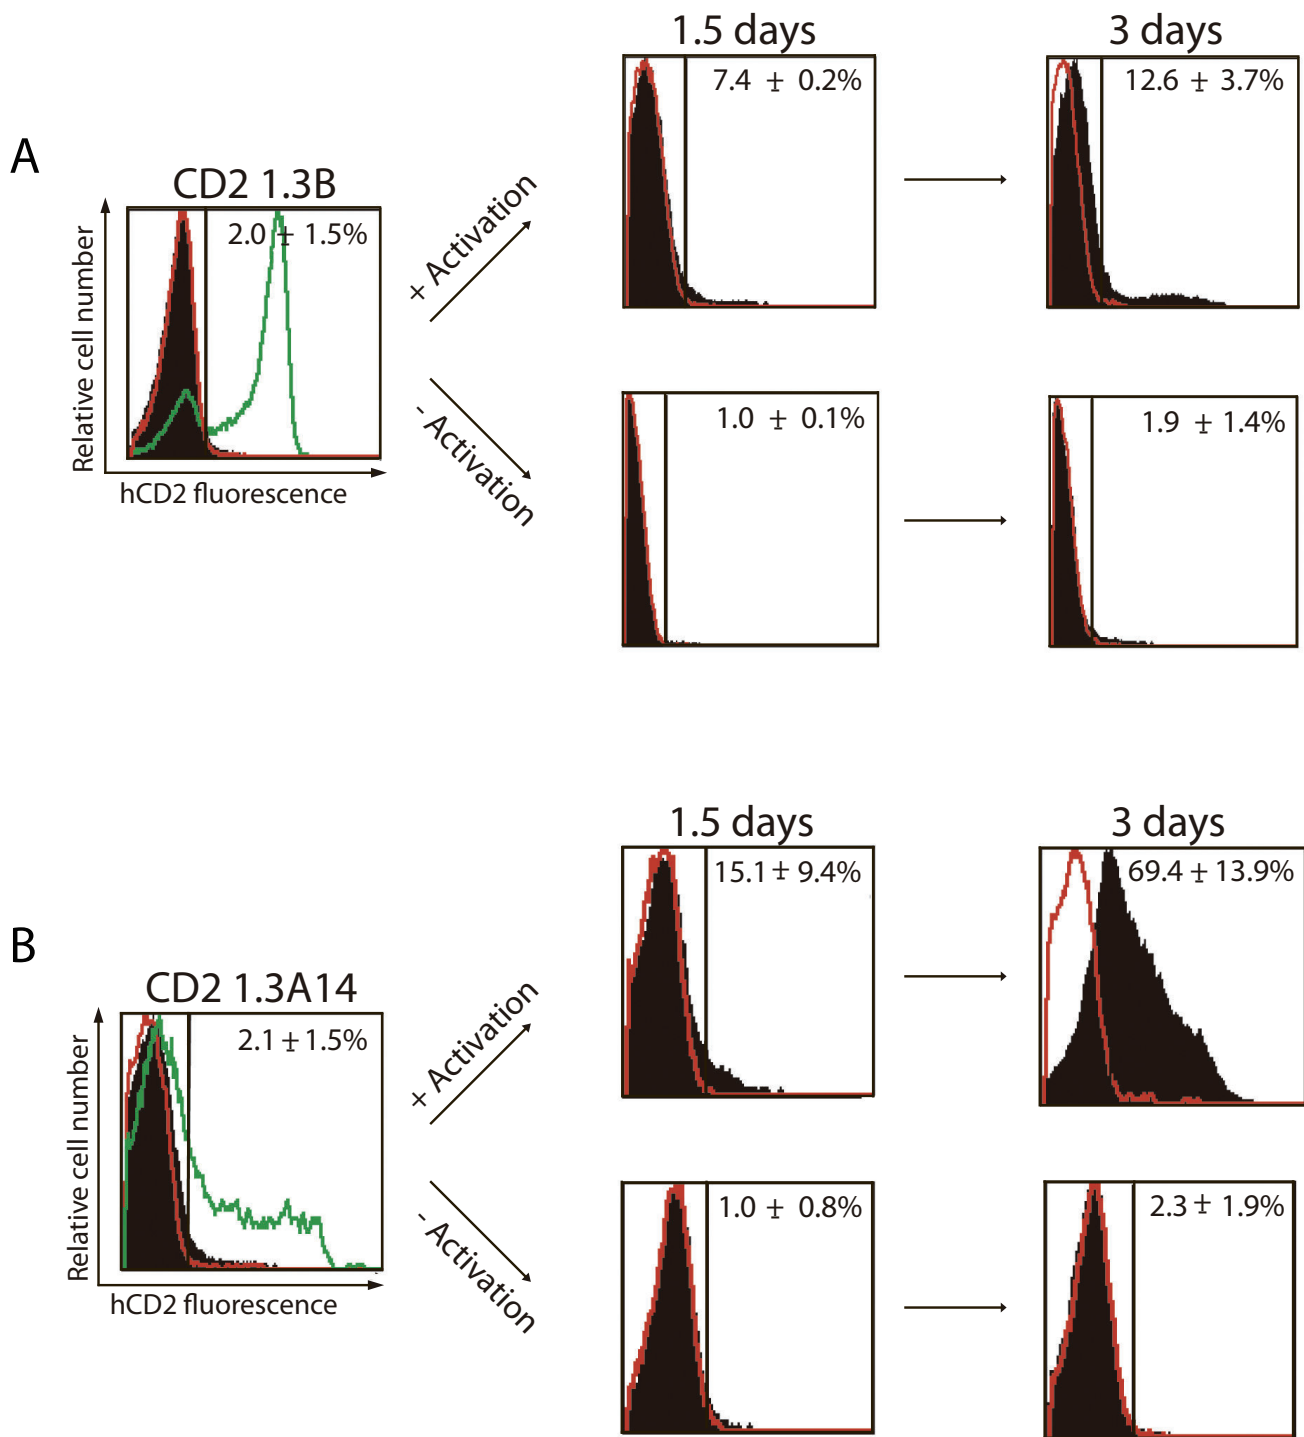 A
CD2 1.3B
2.0 ± 1.5%
Relative cell number
hCD2 fluorescence
+ Activation
- Activation
1.5 days
3 days
7.4 ± 0.2%
12.6 ± 3.7%
1.0 ± 0.1%
1.9 ± 1.4%
B
CD2 1.3A14
2.1 ± 1.5%
Relative cell number
hCD2 fluorescence
+ Activation
- Activation
1.5 days
3 days
15.1 ± 9.4%
69.4 ± 13.9%
1.0 ± 0.8%
2.3 ± 1.9%